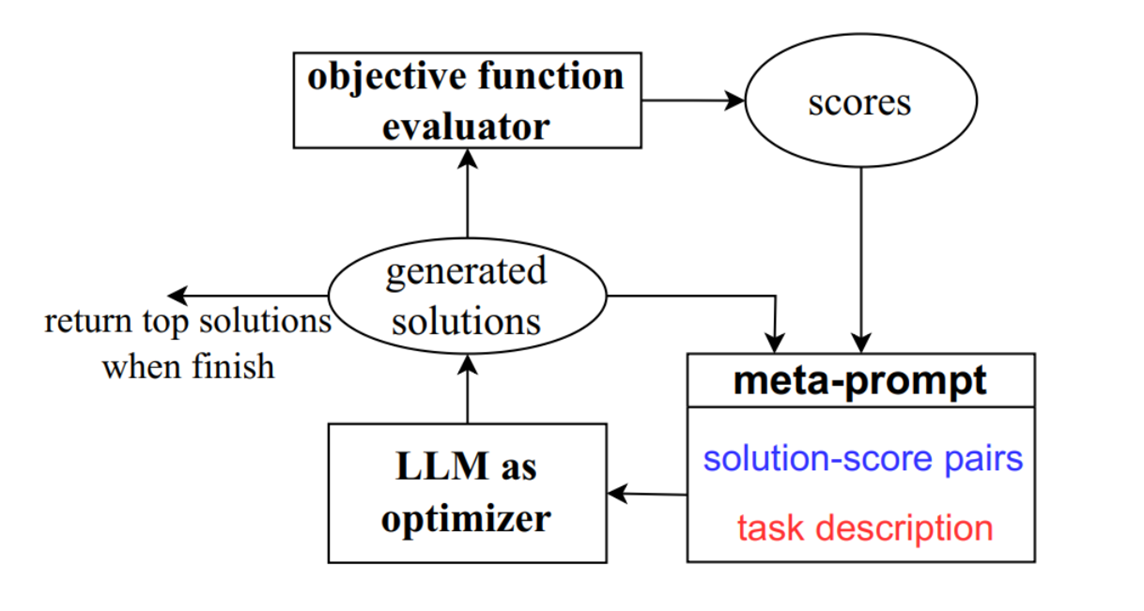 objective function
evaluator
scores
generated
solutions
return top solutions
when finish
meta-prompt
solution-score pairs
task description
LLM as
optimizer